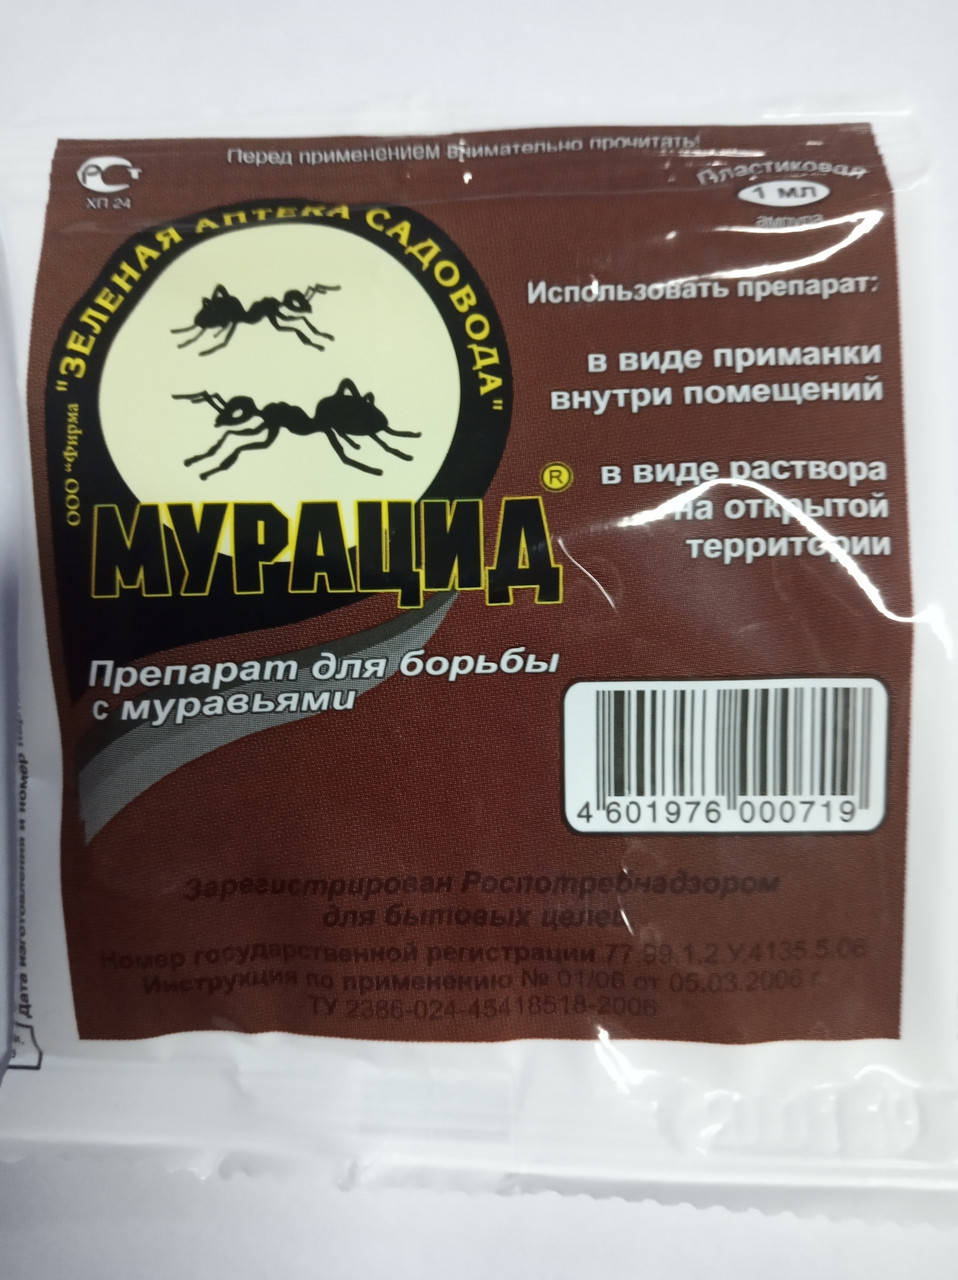 Перед применением внимательно прочитать!
РСТ
ХП 24
Пластиковая
1 мл
ампула
ООО "Фирма "ЗЕЛЕНАЯ АПТЕКА САДОВОДА"
Использовать препарат:
в виде приманки
внутри помещений
в виде раствора
на открытой
территории
МУРАЦИД®
Препарат для борьбы
с муравьями
4 601976 000719
Зарегистрирован Роспотребнадзором
для бытовых целей
Номер государственной регистрации 77.99.1.2.У.4135.5.06
Инструкция по применению № 01/06 от 05.03.2006 г.
ТУ 2386-024-45418518-2006
Дата изготовления и номер